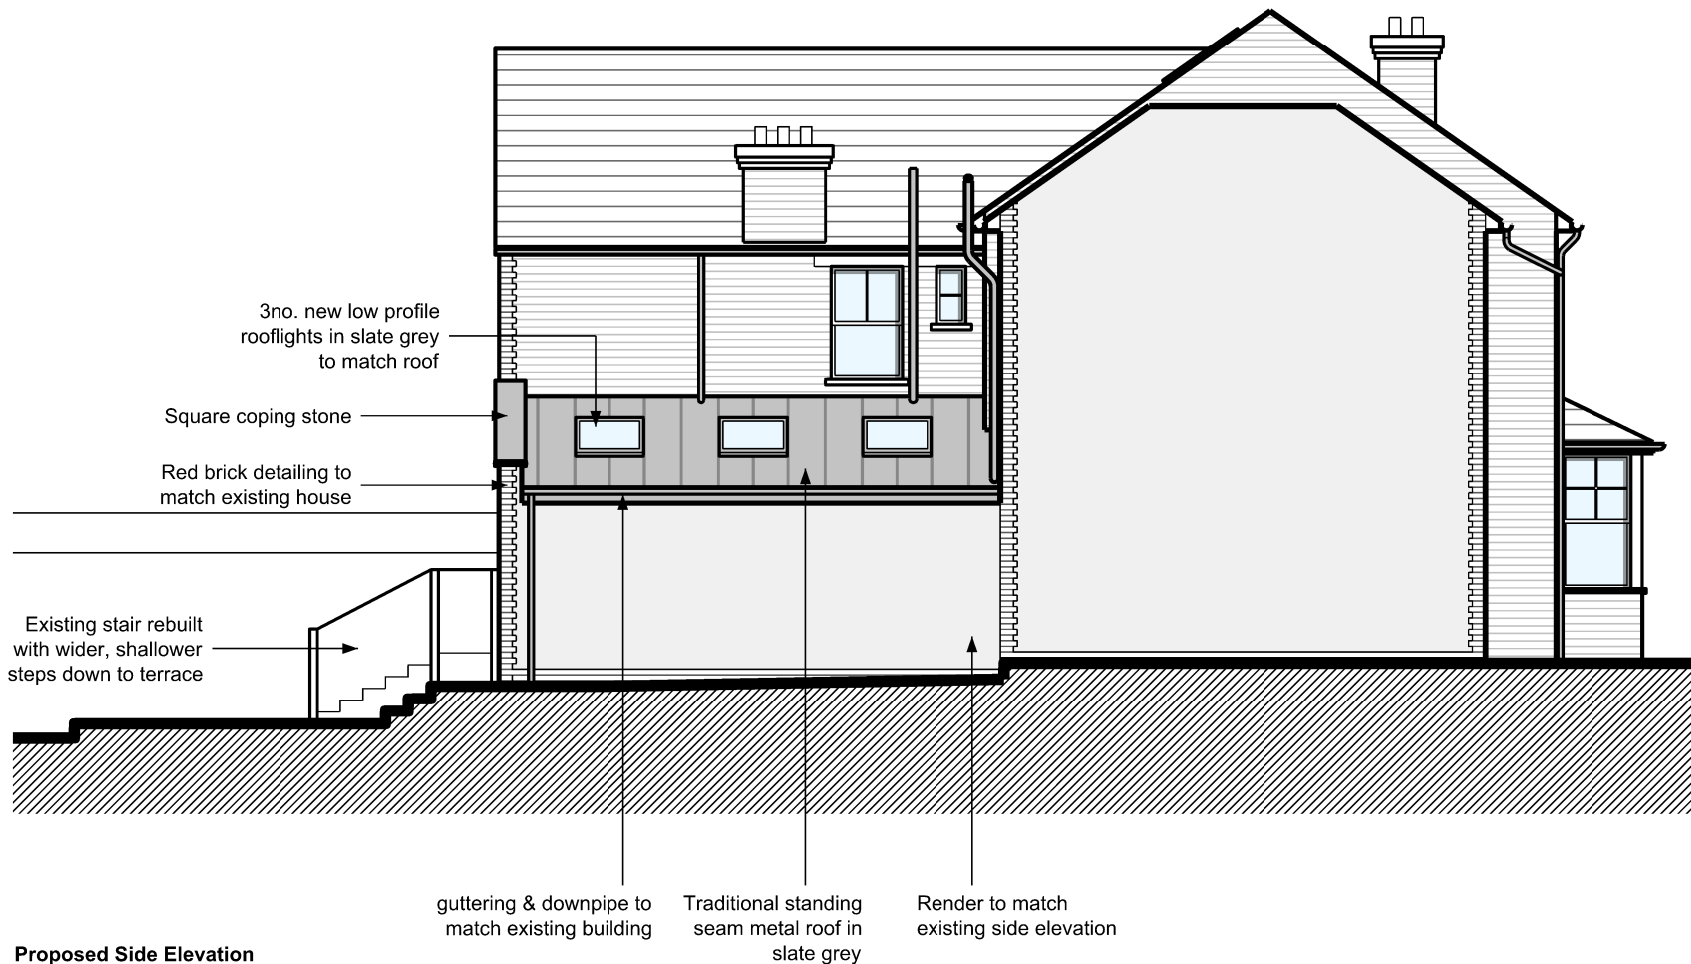 3no. new low profile
rooflights in slate grey
to match roof
Square coping stone
Red brick detailing to
match existing house
Existing stair rebuilt
with wider, shallower
steps down to terrace
guttering & downpipe to
match existing building
Traditional standing
seam metal roof in
slate grey
Render to match
existing side elevation
Proposed Side Elevation